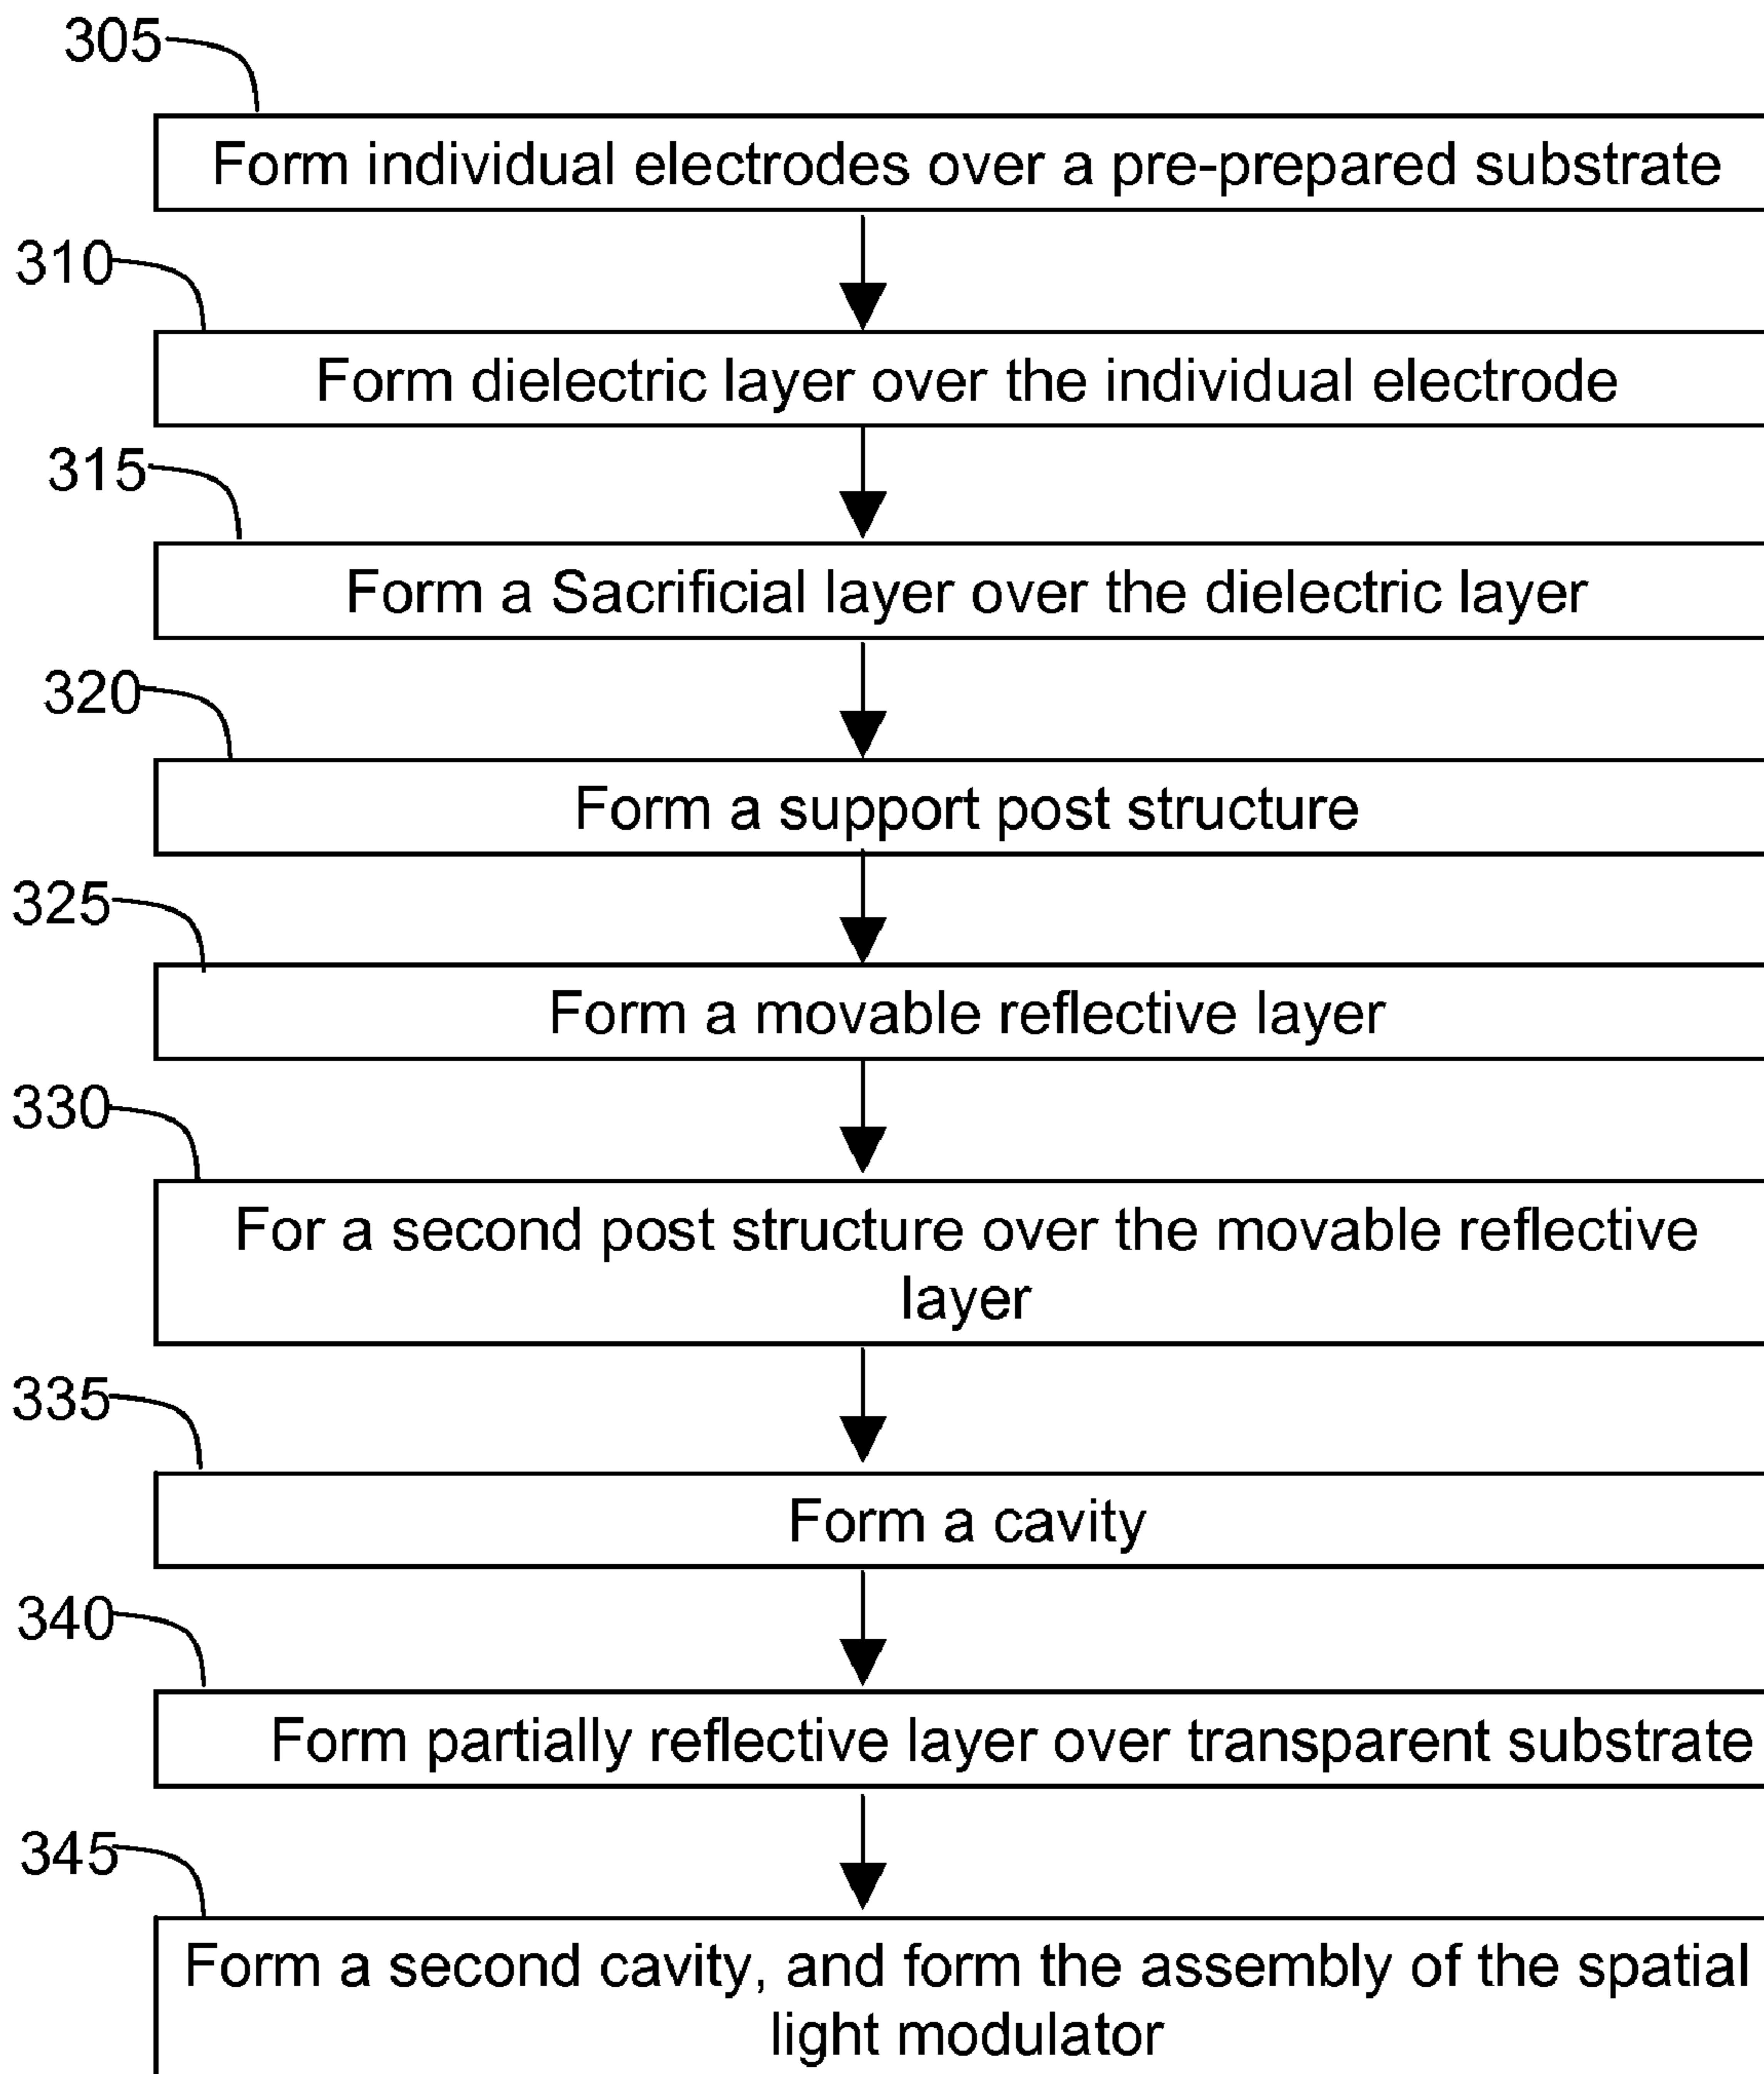 305
Form individual electrodes over a pre-prepared substrate
310
Form dielectric layer over the individual electrode
315
Form a Sacrificial layer over the dielectric layer
320
Form a support post structure
325
Form a movable reflective layer
330
For a second post structure over the movable reflective
layer
335
Form a cavity
340
Form partially reflective layer over transparent substrate
345
Form a second cavity, and form the assembly of the spatial
light modulator